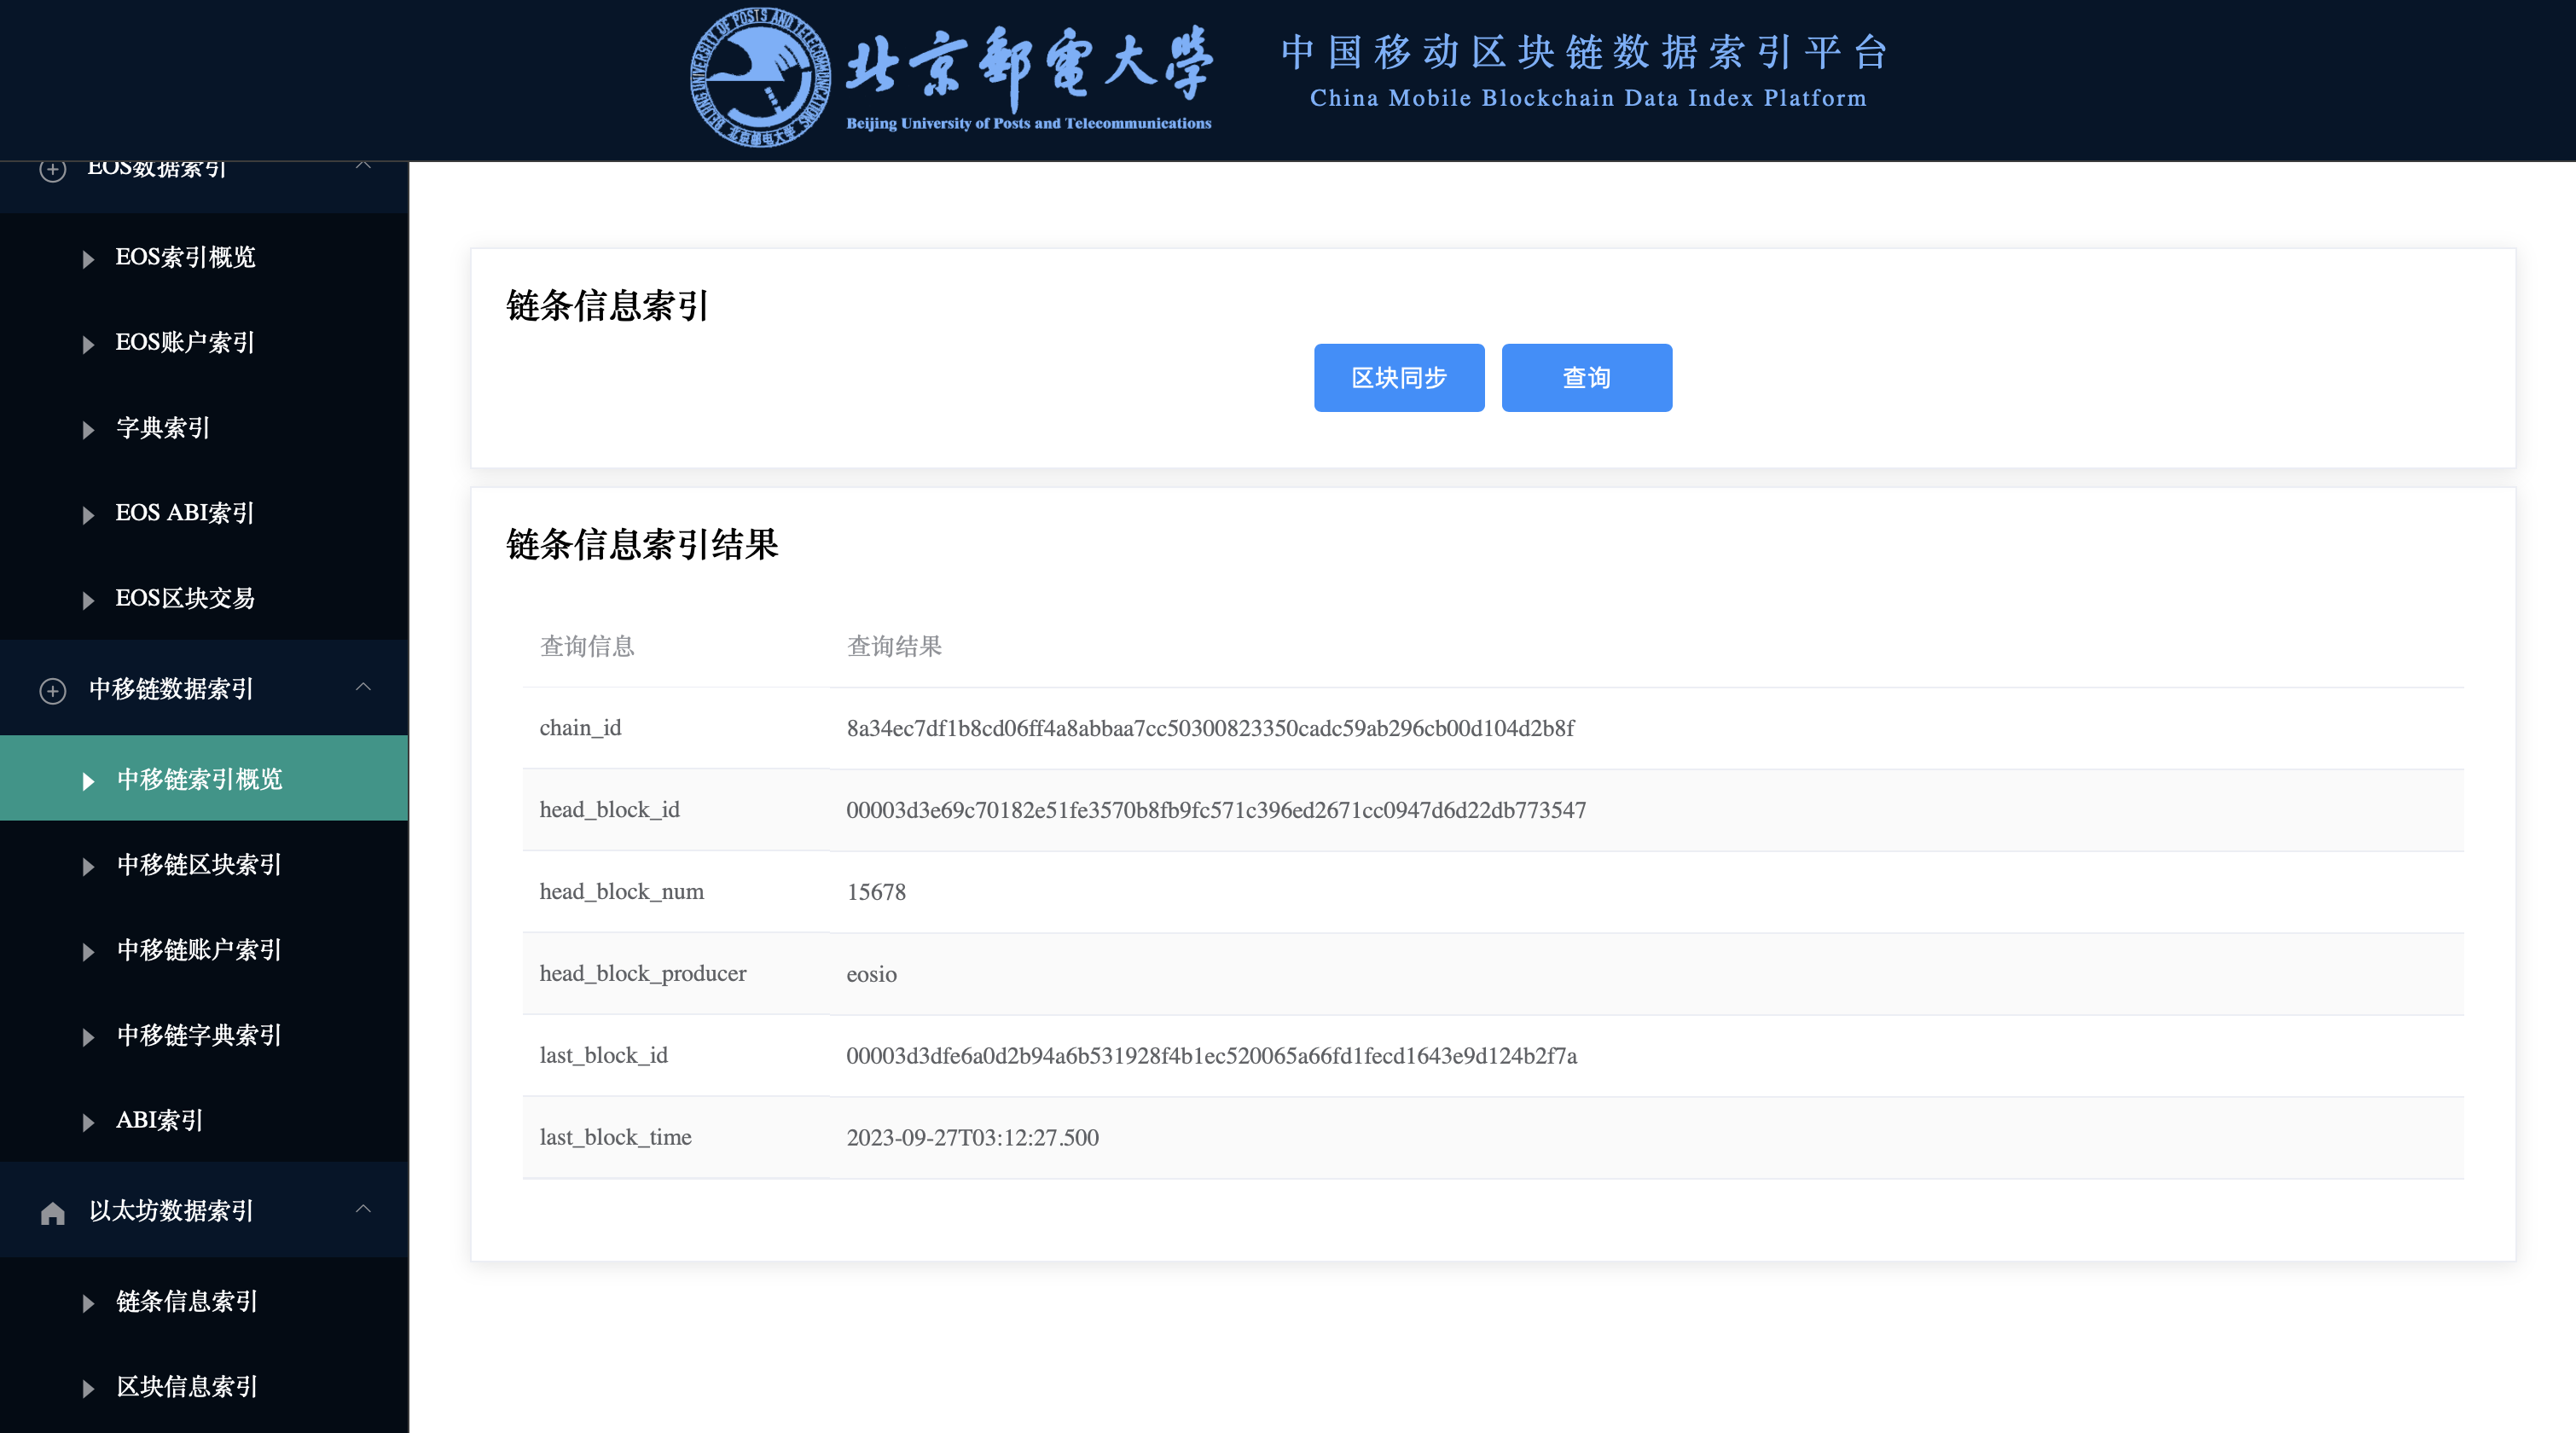 北京郵電大學
Beijing University of Posts and Telecommunications
BEIJING UNIVERSITY OF POSTS AND TELECOMMUNICATIONS
北京邮电大学
中国移动区块链数据索引平台
China Mobile Blockchain Data Index Platform
EOS数据索引
EOS索引概览
EOS账户索引
字典索引
EOS ABI索引
EOS区块交易
中移链数据索引
中移链索引概览
中移链区块索引
中移链账户索引
中移链字典索引
ABI索引
以太坊数据索引
链条信息索引
区块信息索引
链条信息索引
区块同步 查询
链条信息索引结果
查询信息 查询结果
chain_id 8a34ec7df1b8cd06ff4a8abbaa7cc50300823350cadc59ab296cb00d104d2b8f
head_block_id 00003d3e69c70182e51fe3570b8fb9fc571c396ed2671cc0947d6d22db773547
head_block_num 15678
head_block_producer eosio
last_block_id 00003d3dfe6a0d2b94a6b531928f4b1ec520065a66fd1fecd1643e9d124b2f7a
last_block_time 2023-09-27T03:12:27.500